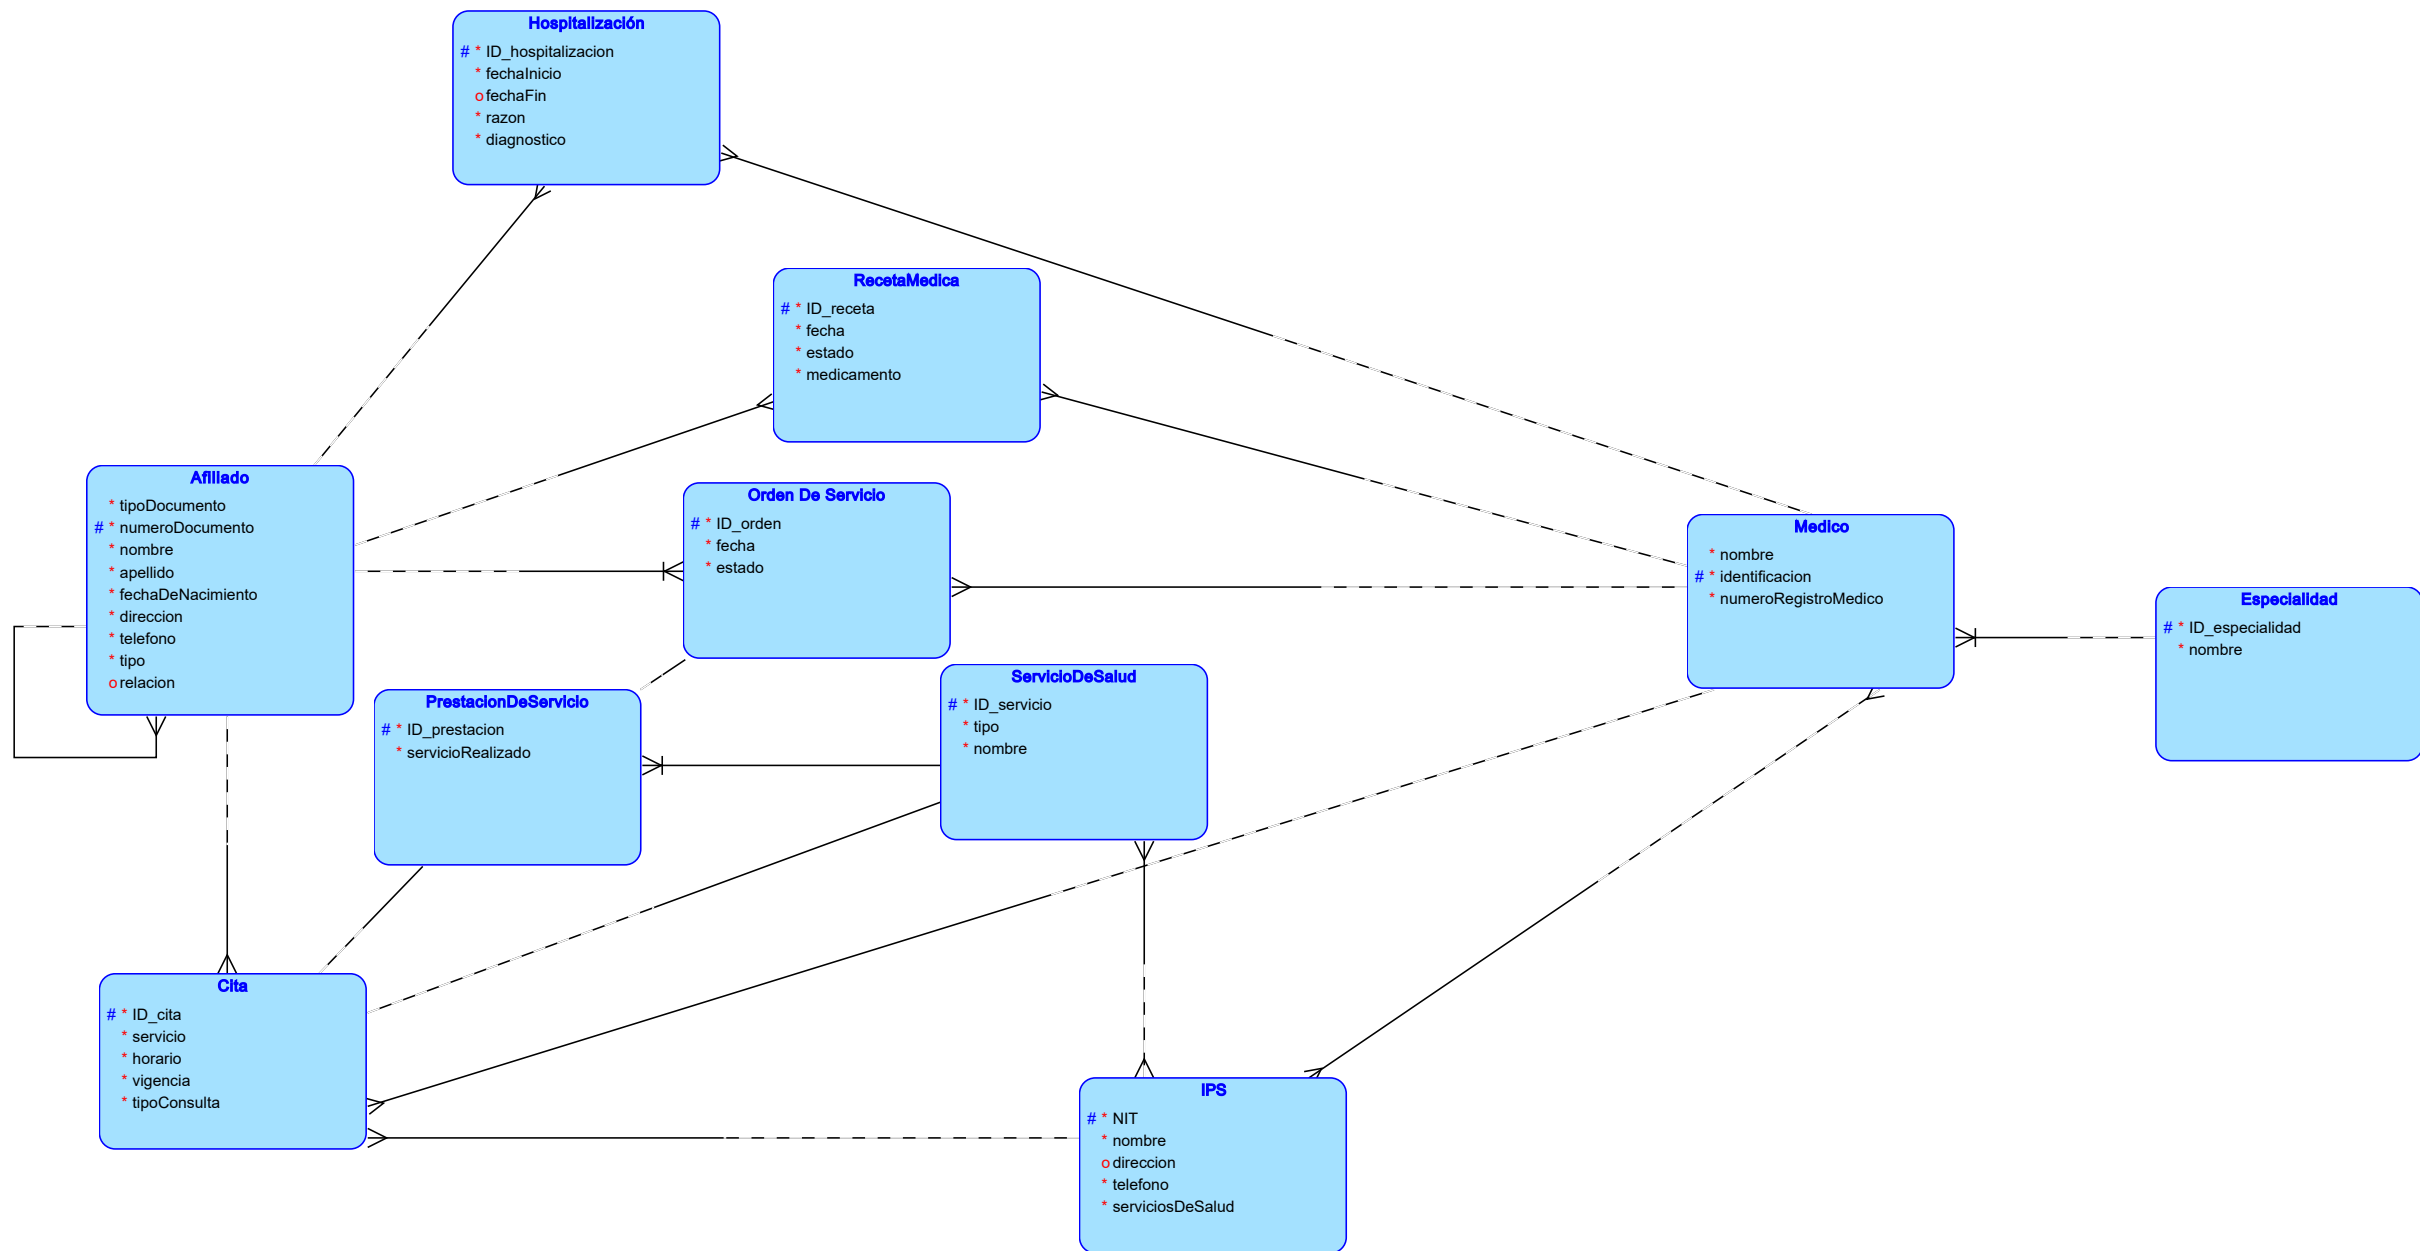 Hospitalización
# * ID_hospitalizacion
* fechaInicio
o fechaFin
* razon
* diagnostico
RecetaMedica
# * ID_receta
* fecha
* estado
* medicamento
Afiliado
* tipoDocumento
# * numeroDocumento
* nombre
* apellido
* fechaDeNacimiento
* direccion
* telefono
* tipo
o relacion
Orden De Servicio
# * ID_orden
* fecha
* estado
Medico
* nombre
# * identificacion
* numeroRegistroMedico
Especialidad
# * ID_especialidad
* nombre
PrestacionDeServicio
# * ID_prestacion
* servicioRealizado
ServicioDeSalud
# * ID_servicio
* tipo
* nombre
Cita
# * ID_cita
* servicio
* horario
* vigencia
* tipoConsulta
IPS
# * NIT
* nombre
o direccion
* telefono
* serviciosDeSalud